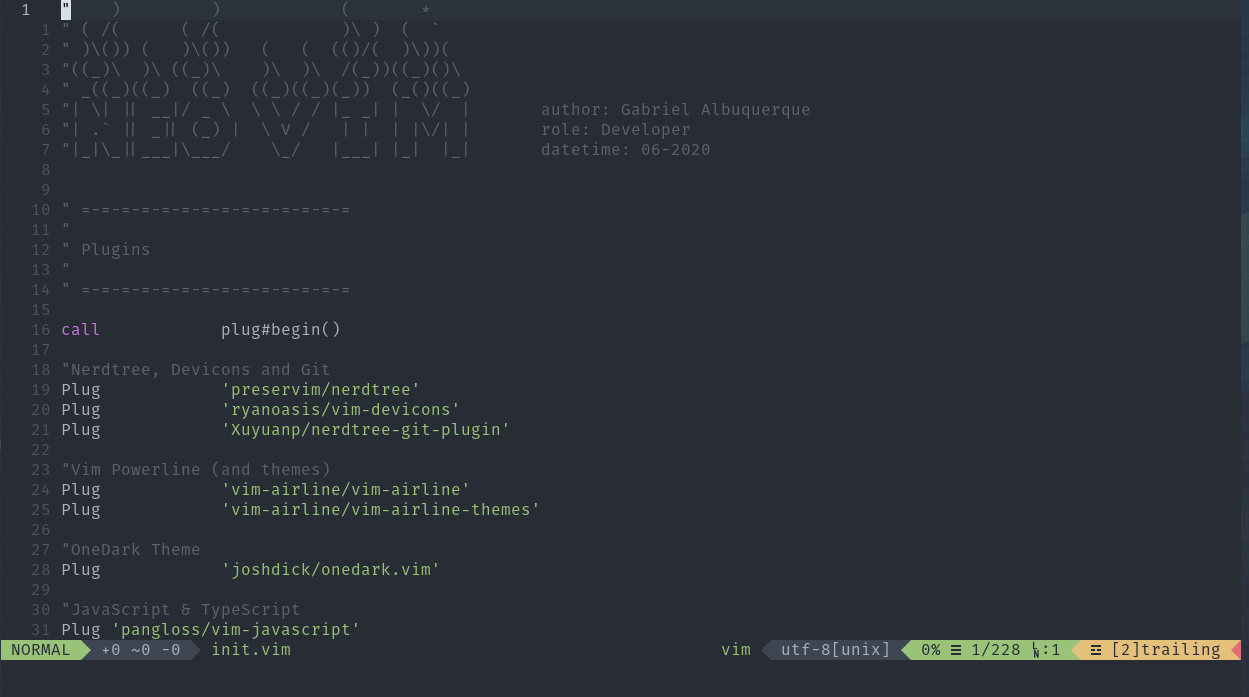 1 "    )         )            (       *
1 " ( /(      ( /(            )\ )  (  `
2 " )\()) (   )\())   (   (  (()/(  )\))(
3 "((_)\  )\ ((_)\    )\  )\  /(_))((_)()\
4 " _((_)((_)  ((_)  ((_)((_)(_))  (_()((_)
5 "| \| || __|/ _ \  \ \ / / |_ _| |  \/  |       author: Gabriel Albuquerque
6 "| .` || _|| (_) |  \ V /   | |  | |\/| |       role: Developer
7 "|_|\_||___|\___/    \_/   |___| |_|  |_|       datetime: 06-2020
8
9
10 " =-=-=-=-=-=-=-=-=-=-=-=-=-=
11 "
12 " Plugins
13 "
14 " =-=-=-=-=-=-=-=-=-=-=-=-=-=
15
16 call            plug#begin()
17
18 "Nerdtree, Devicons and Git
19 Plug            'preservim/nerdtree'
20 Plug            'ryanoasis/vim-devicons'
21 Plug            'Xuyuanp/nerdtree-git-plugin'
22
23 "Vim Powerline (and themes)
24 Plug            'vim-airline/vim-airline'
25 Plug            'vim-airline/vim-airline-themes'
26
27 "OneDark Theme
28 Plug            'joshdick/onedark.vim'
29
30 "JavaScript & TypeScript
31 Plug 'pangloss/vim-javascript'
NORMAL  +0 ~0 -0  init.vim  vim  utf-8[unix]  0% ☰ 1/228 ␤:1  ☲ [2]trailing